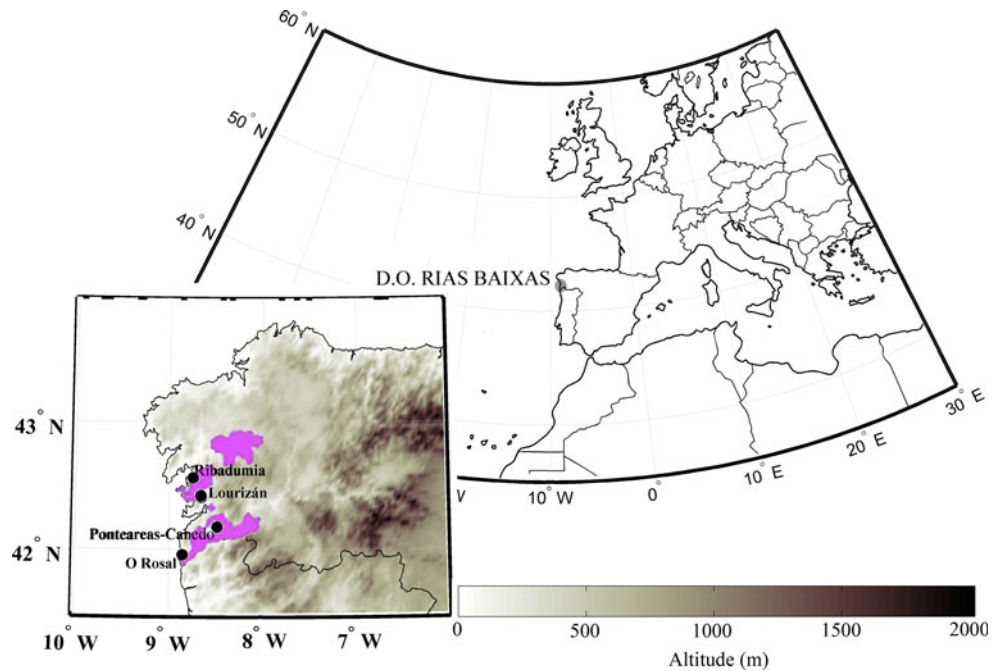 60° N
50° N
40° N
D.O. RIAS BAIXAS
30° E
20° E
10° E
0°
10° W
W
43° N
42° N
Ribadumia
Lourizán
Ponteareas-Canedo
O Rosal
10° W
9° W
8° W
7° W
0
500
1000
1500
2000
Altitude (m)